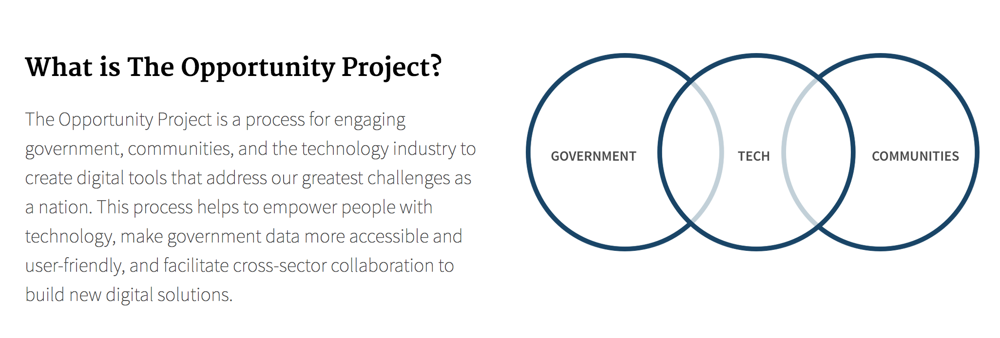 What is The Opportunity Project?
The Opportunity Project is a process for engaging
government, communities, and the technology industry to
create digital tools that address our greatest challenges as
a nation. This process helps to empower people with
technology, make government data more accessible and
user-friendly, and facilitate cross-sector collaboration to
build new digital solutions.
GOVERNMENT
TECH
COMMUNITIES